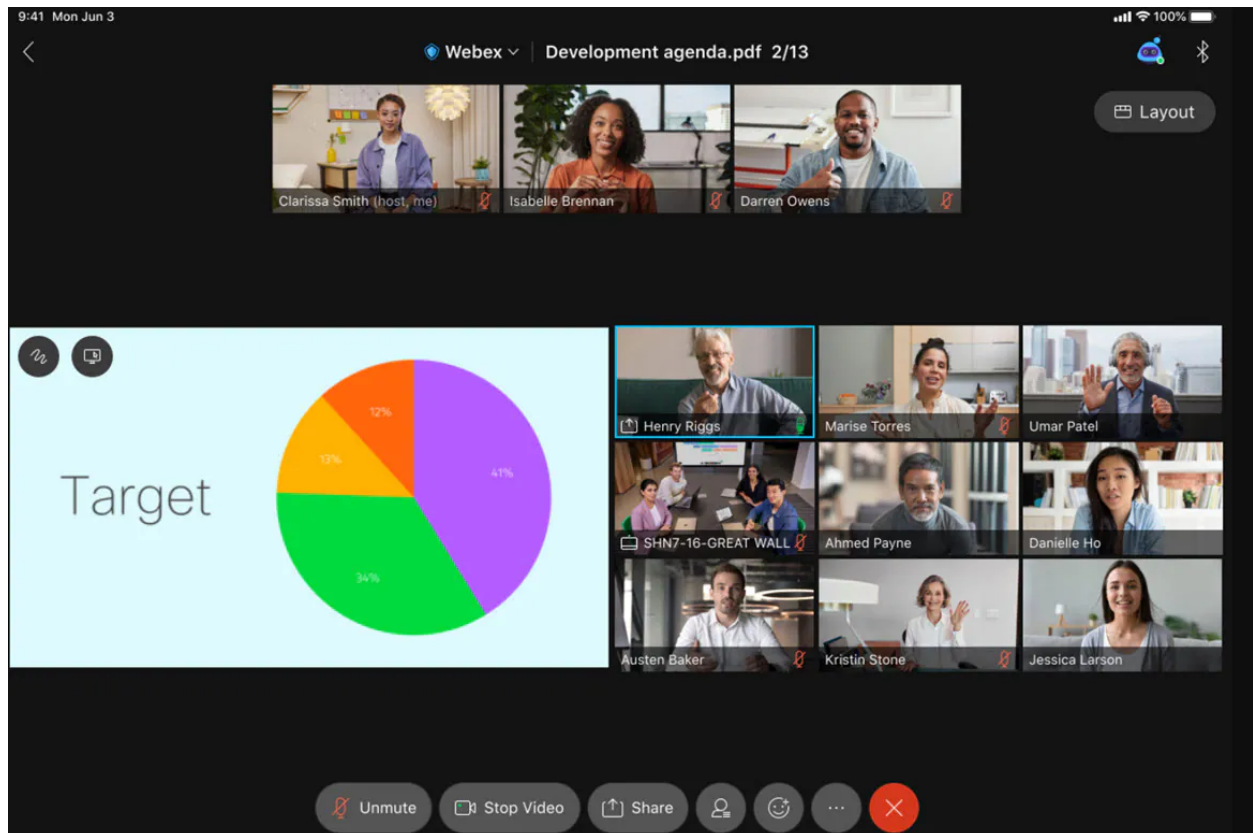 9:41 Mon Jun 3
100%
Webex
Development agenda.pdf 2/13
Layout
Clarissa Smith (host, me)
Isabelle Brennan
Darren Owens
Target
12%
13%
41%
34%
Henry Riggs
Marise Torres
Umar Patel
SHN7-16-GREAT WALL
Ahmed Payne
Danielle Ho
Austen Baker
Kristin Stone
Jessica Larson
Unmute
Stop Video
Share